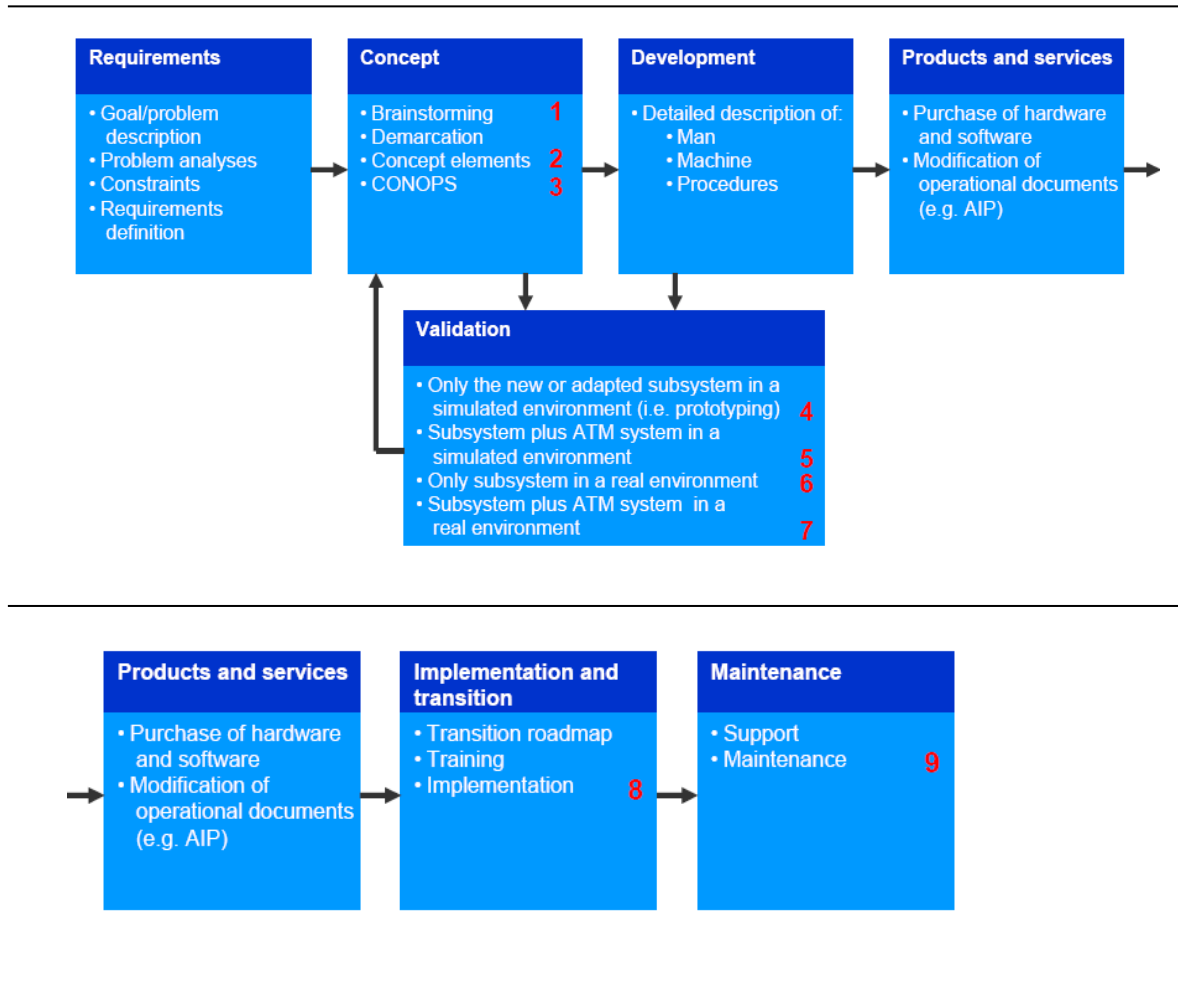 Requirements
• Goal/problem
description
• Problem analyses
• Constraints
• Requirements
definition
Concept
• Brainstorming 1
• Demarcation
• Concept elements 2
• CONOPS 3
Development
• Detailed description of:
• Man
• Machine
• Procedures
Products and services
• Purchase of hardware
and software
• Modification of
operational documents
(e.g. AIP)
Validation
• Only the new or adapted subsystem in a
simulated environment (i.e. prototyping) 4
• Subsystem plus ATM system in a
simulated environment 5
• Only subsystem in a real environment 6
• Subsystem plus ATM system in a
real environment 7
Products and services
• Purchase of hardware
and software
• Modification of
operational documents
(e.g. AIP)
Implementation and
transition
• Transition roadmap
• Training
• Implementation 8
Maintenance
• Support
• Maintenance 9